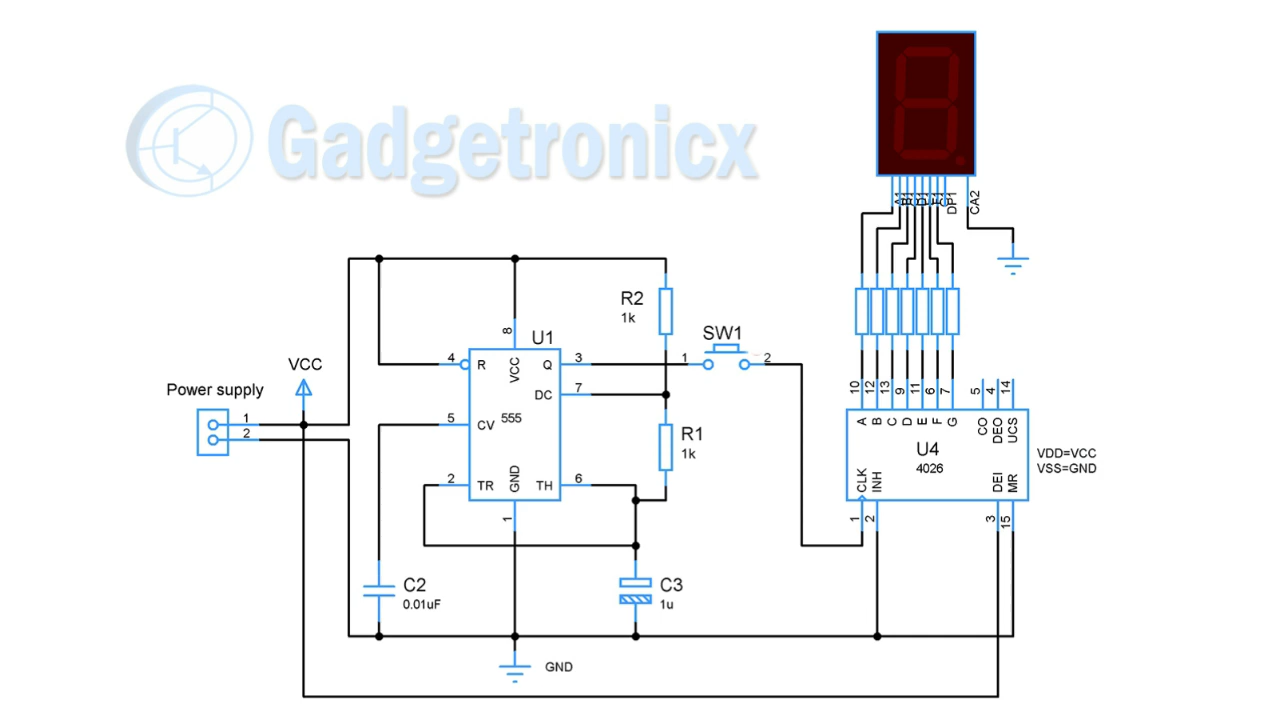 Gadgetronicx
A1
DP1
CA2
R2
1k
8
U1
SW1
VCC
Power supply
1
2
4
R
VCC
Q
3
1
2
DC
7
5
CV
555
R1
1k
2
TR
GND
TH
6
1
10
12
13
9
11
6
7
5
4
14
A
B
C
D
E
F
G
CO
DEO
UCS
U4
4026
VDD=VCC
VSS=GND
CLK
INH
DEI
MR
1
2
3
15
C2
0.01uF
C3
1u
GND